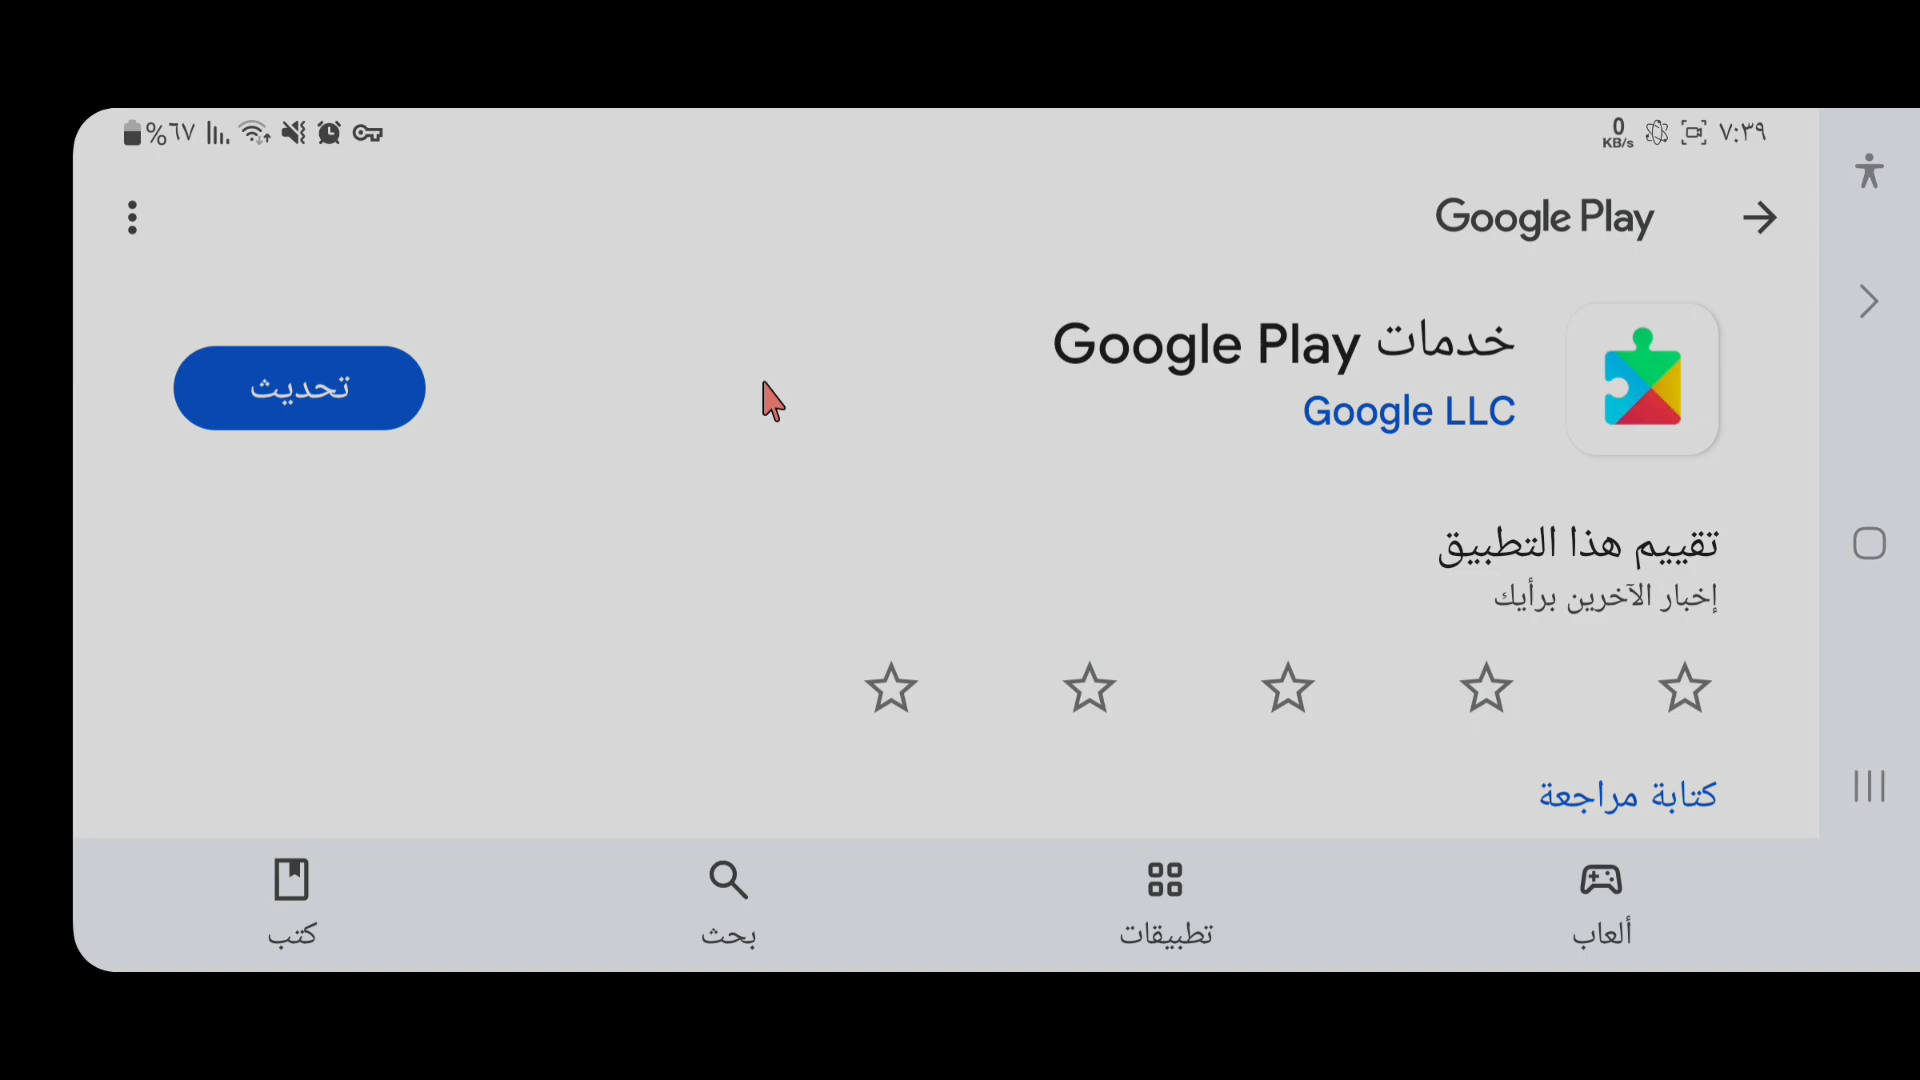 ٧:٣٩
0
KB/s
%٦٧
Google Play
خدمات Google Play
Google LLC
تحديث
تقييم هذا التطبيق
إخبار الآخرين برأيك
كتابة مراجعة
ألعاب
تطبيقات
بحث
كتب